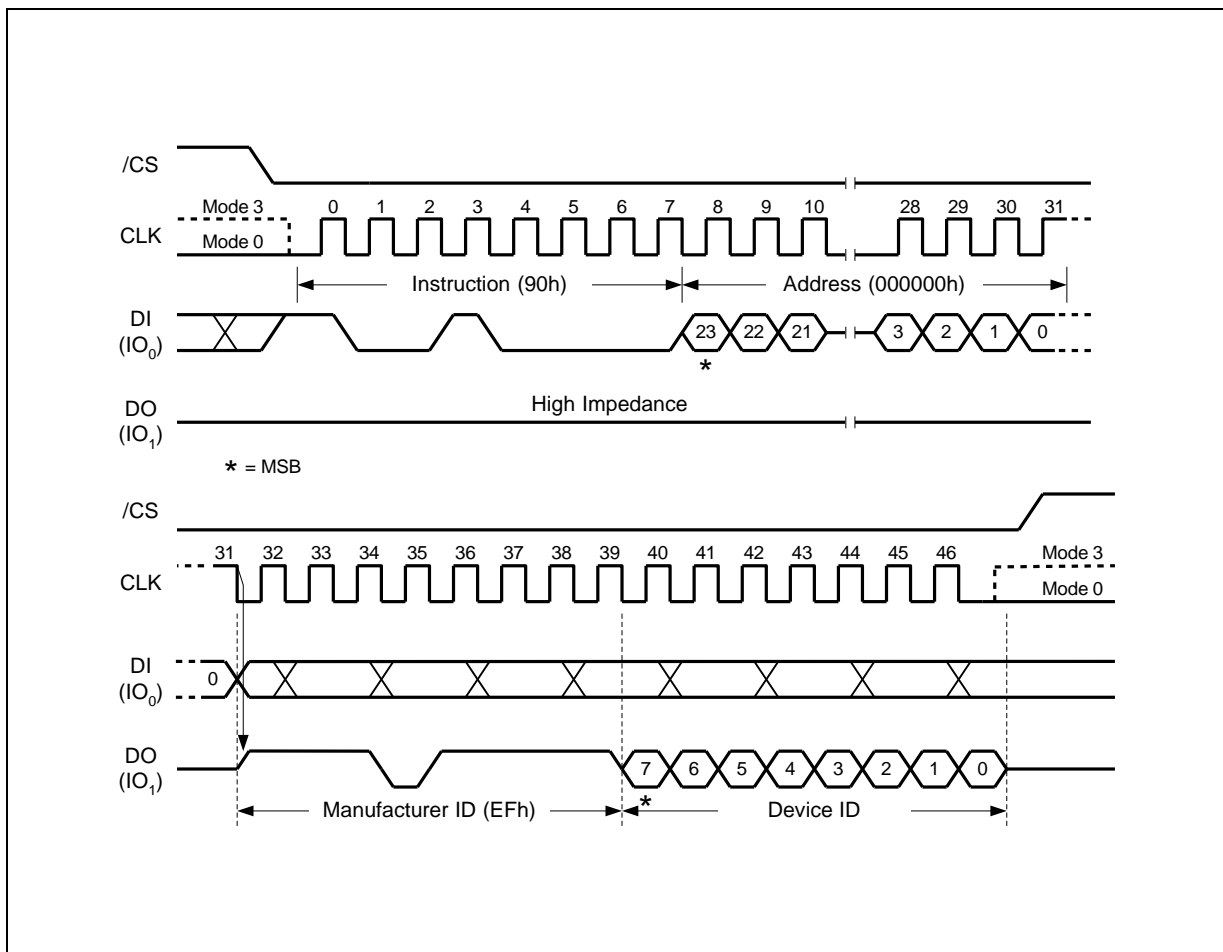 /CS
Mode 3
0 1 2 3 4 5 6 7 8 9 10 28 29 30 31
CLK
Mode 0
Instruction (90h) Address (000000h)
DI
(IO0)
23 22 21 3 2 1 0
*
DO
(IO1)
High Impedance
* = MSB
/CS
31 32 33 34 35 36 37 38 39 40 41 42 43 44 45 46
Mode 3
CLK
Mode 0
DI
(IO0)
0
DO
(IO1)
7 6 5 4 3 2 1 0
*
Manufacturer ID (EFh) Device ID